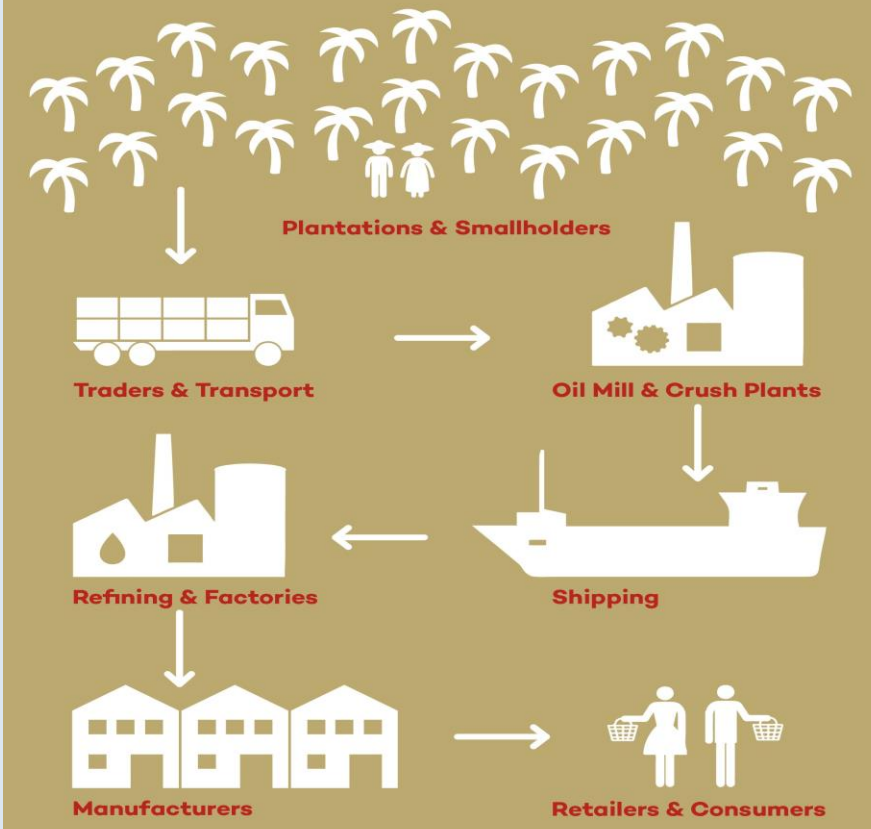 Plantations & Smallholders
Traders & Transport
Oil Mill & Crush Plants
Refining & Factories
Shipping
Manufacturers
Retailers & Consumers